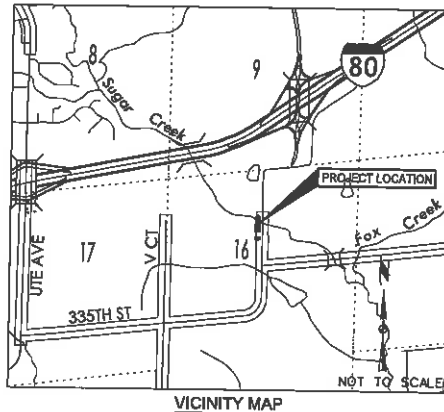 8
Sugar
Creek
9
80
PROJECT LOCATION
Fox
Creek
UTE AVE
17
V CT
16
335TH ST
N
NOT TO SCALE
VICINITY MAP